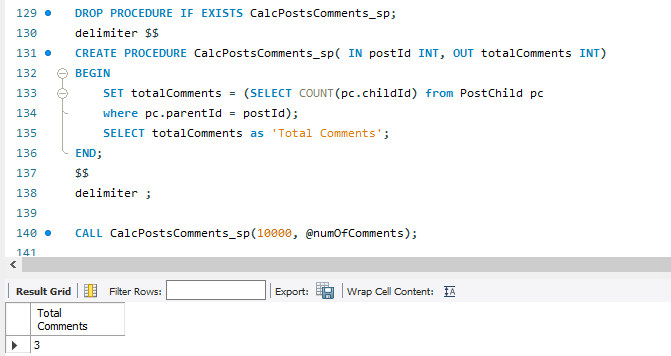 129 DROP PROCEDURE IF EXISTS CalcPostsComments_sp;
130 delimiter $$
131 CREATE PROCEDURE CalcPostsComments_sp( IN postId INT, OUT totalComments INT)
132 BEGIN
133 SET totalComments = (SELECT COUNT(pc.childId) from PostChild pc
134 where pc.parentId = postId);
135 SELECT totalComments as 'Total Comments';
136 END;
137 $$
138 delimiter ;
139
140 CALL CalcPostsComments_sp(10000, @numOfComments);
141
Result Grid Filter Rows: Export: Wrap Cell Content: IA
Total
Comments
3